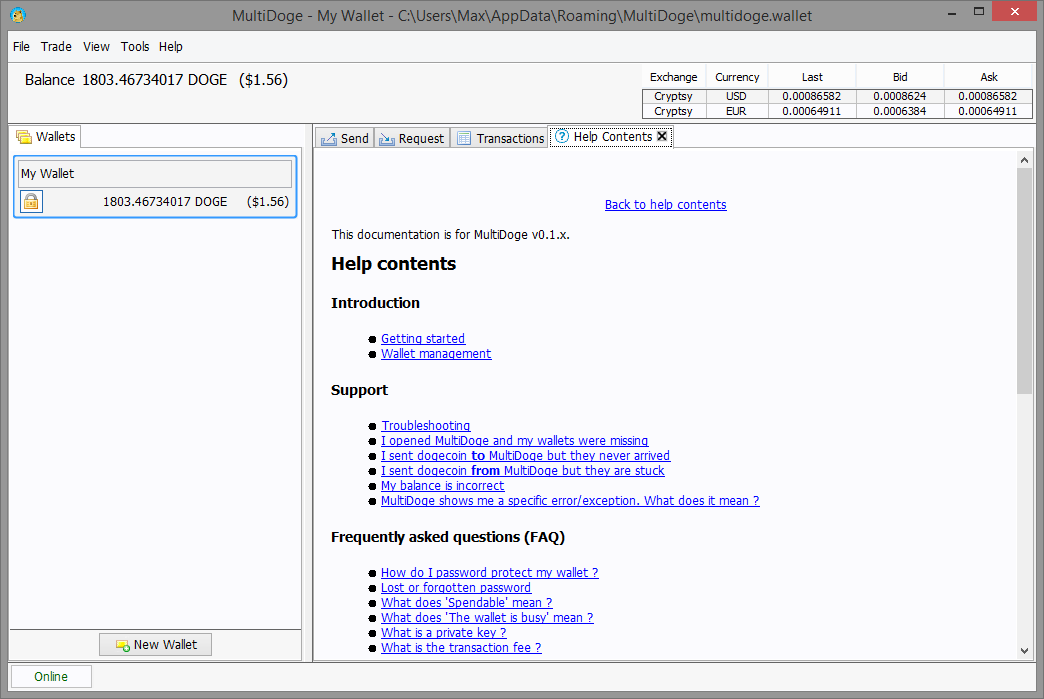 MultiDoge - My Wallet - C:\Users\Max\AppData\Roaming\MultiDoge\multidoge.wallet
File Trade View Tools Help
Balance 1803.46734017 DOGE ($1.56)
Exchange Currency Last Bid Ask
Cryptsy USD 0.00086582 0.0008624 0.00086582
Cryptsy EUR 0.00064911 0.0006384 0.00064911
Wallets
My Wallet
1803.46734017 DOGE ($1.56)
New Wallet
Send Request Transactions Help Contents
Back to help contents
This documentation is for MultiDoge v0.1.x.
Help contents
Introduction
Getting started
Wallet management
Support
Troubleshooting
I opened MultiDoge and my wallets were missing
I sent dogecoin to MultiDoge but they never arrived
I sent dogecoin from MultiDoge but they are stuck
My balance is incorrect
MultiDoge shows me a specific error/exception. What does it mean ?
Frequently asked questions (FAQ)
How do I password protect my wallet ?
Lost or forgotten password
What does 'Spendable' mean ?
What does 'The wallet is busy' mean ?
What is a private key ?
What is the transaction fee ?
Online